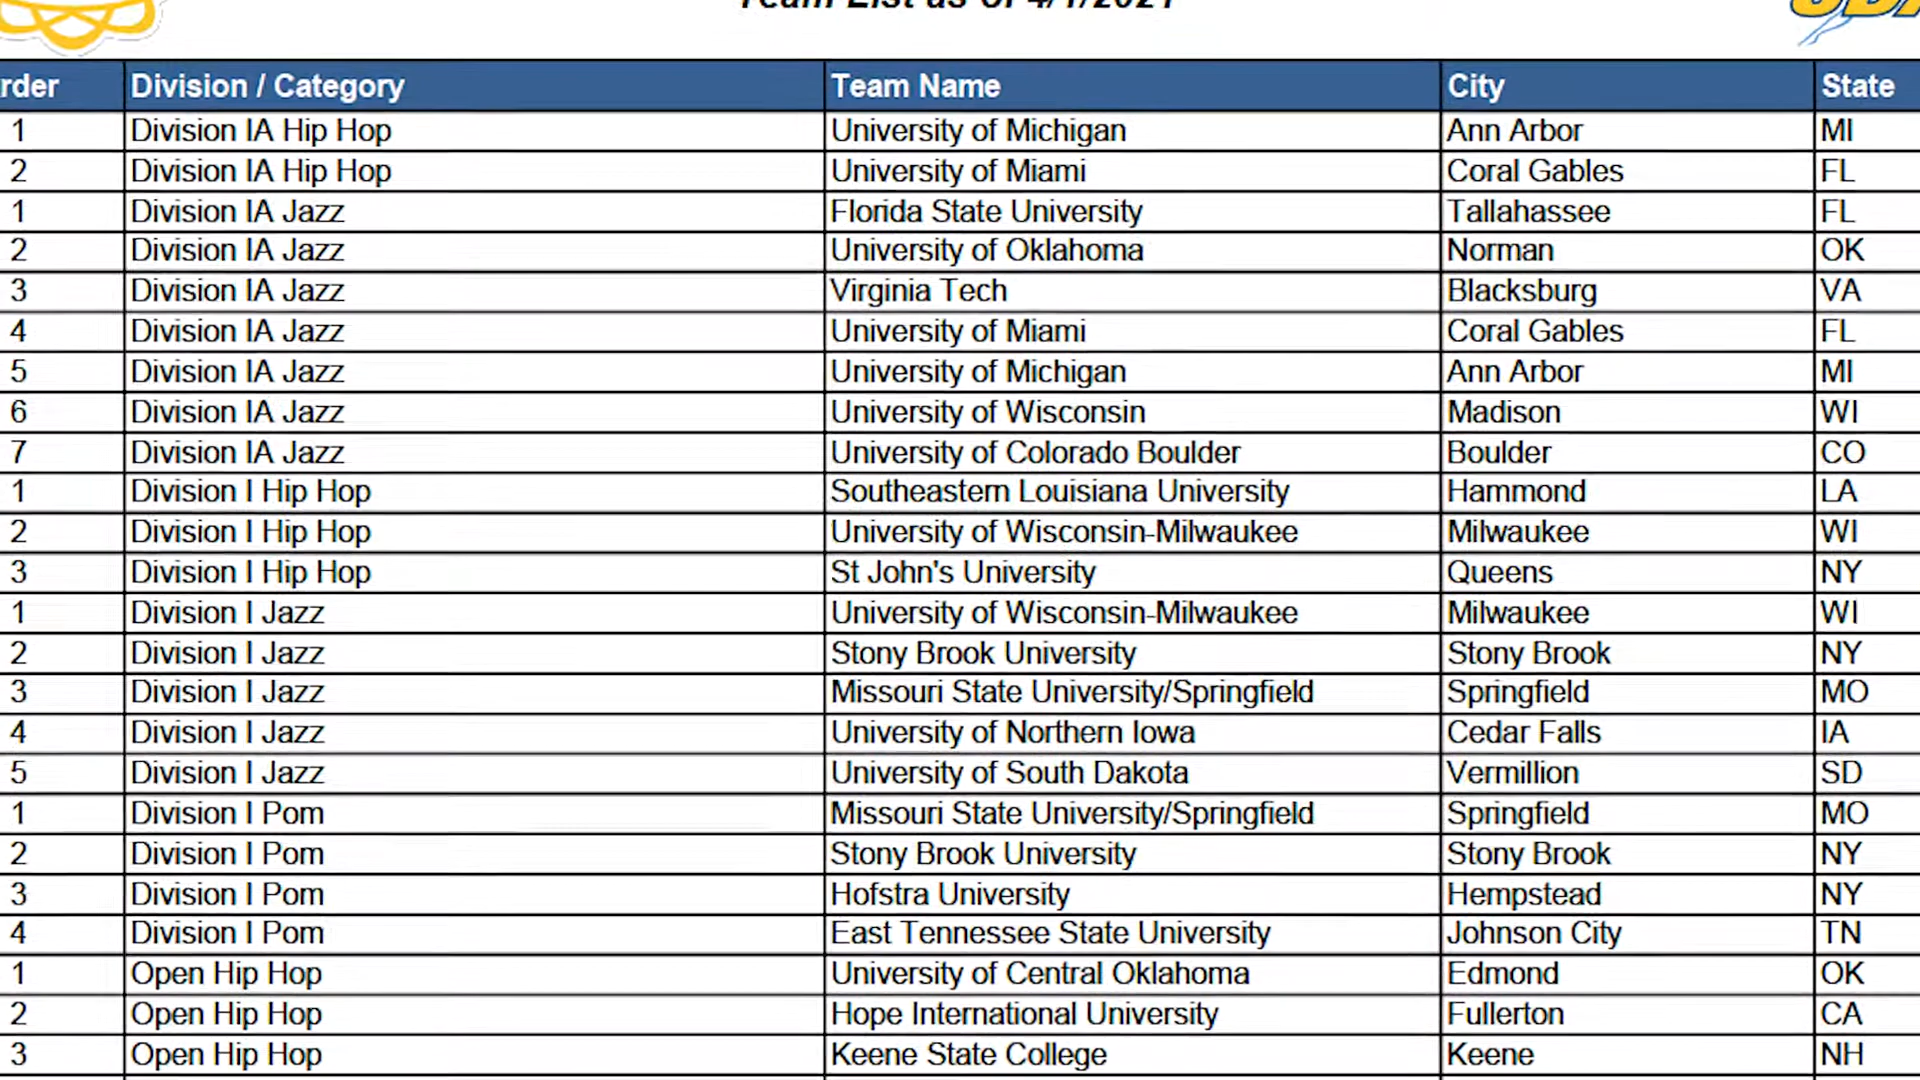 Team List as of 4/1/2021
rder Division / Category Team Name City State
1 Division IA Hip Hop University of Michigan Ann Arbor MI
2 Division IA Hip Hop University of Miami Coral Gables FL
1 Division IA Jazz Florida State University Tallahassee FL
2 Division IA Jazz University of Oklahoma Norman OK
3 Division IA Jazz Virginia Tech Blacksburg VA
4 Division IA Jazz University of Miami Coral Gables FL
5 Division IA Jazz University of Michigan Ann Arbor MI
6 Division IA Jazz University of Wisconsin Madison WI
7 Division IA Jazz University of Colorado Boulder Boulder CO
1 Division I Hip Hop Southeastern Louisiana University Hammond LA
2 Division I Hip Hop University of Wisconsin-Milwaukee Milwaukee WI
3 Division I Hip Hop St John's University Queens NY
1 Division I Jazz University of Wisconsin-Milwaukee Milwaukee WI
2 Division I Jazz Stony Brook University Stony Brook NY
3 Division I Jazz Missouri State University/Springfield Springfield MO
4 Division I Jazz University of Northern Iowa Cedar Falls IA
5 Division I Jazz University of South Dakota Vermillion SD
1 Division I Pom Missouri State University/Springfield Springfield MO
2 Division I Pom Stony Brook University Stony Brook NY
3 Division I Pom Hofstra University Hempstead NY
4 Division I Pom East Tennessee State University Johnson City TN
1 Open Hip Hop University of Central Oklahoma Edmond OK
2 Open Hip Hop Hope International University Fullerton CA
3 Open Hip Hop Keene State College Keene NH